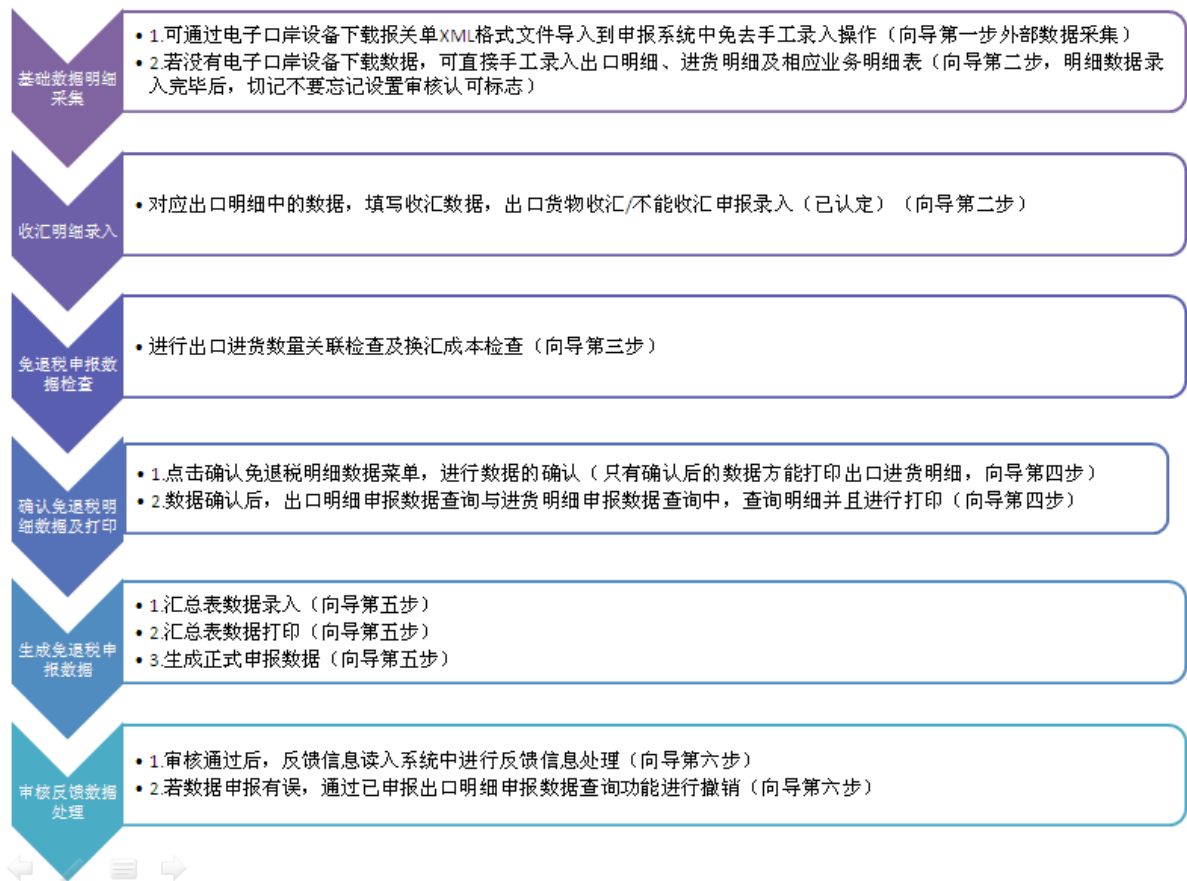 基础数据明细
采集
• 1.可通过电子口岸设备下载报关单XML格式文件导入到申报系统中免去手工录入操作（向导第一步外部数据采集）
• 2.若没有电子口岸设备下载数据，可直接手工录入出口明细、进货明细及相应业务明细表（向导第二步，明细数据录
入完毕后，切记不要忘记设置审核认可标志）
收汇明细录入
• 对应出口明细中的数据，填写收汇数据，出口货物收汇/不能收汇申报录入（已认定）（向导第二步）
免退税申报数
据检查
• 进行出口进货数量关联检查及换汇成本检查（向导第三步）
确认免退税明
细数据及打印
• 1.点击确认免退税明细数据菜单，进行数据的确认（只有确认后的数据方能打印出口进货明细，向导第四步）
• 2.数据确认后，出口明细申报数据查询与进货明细申报数据查询中，查询明细并且进行打印（向导第四步）
生成免退税申
报数据
• 1.汇总表数据录入（向导第五步）
• 2.汇总表数据打印（向导第五步）
• 3.生成正式申报数据（向导第五步）
审核反馈数据
处理
• 1.审核通过后，反馈信息读入系统中进行反馈信息处理（向导第六步）
• 2.若数据申报有误，通过已申报出口明细申报数据查询功能进行撤销（向导第六步）